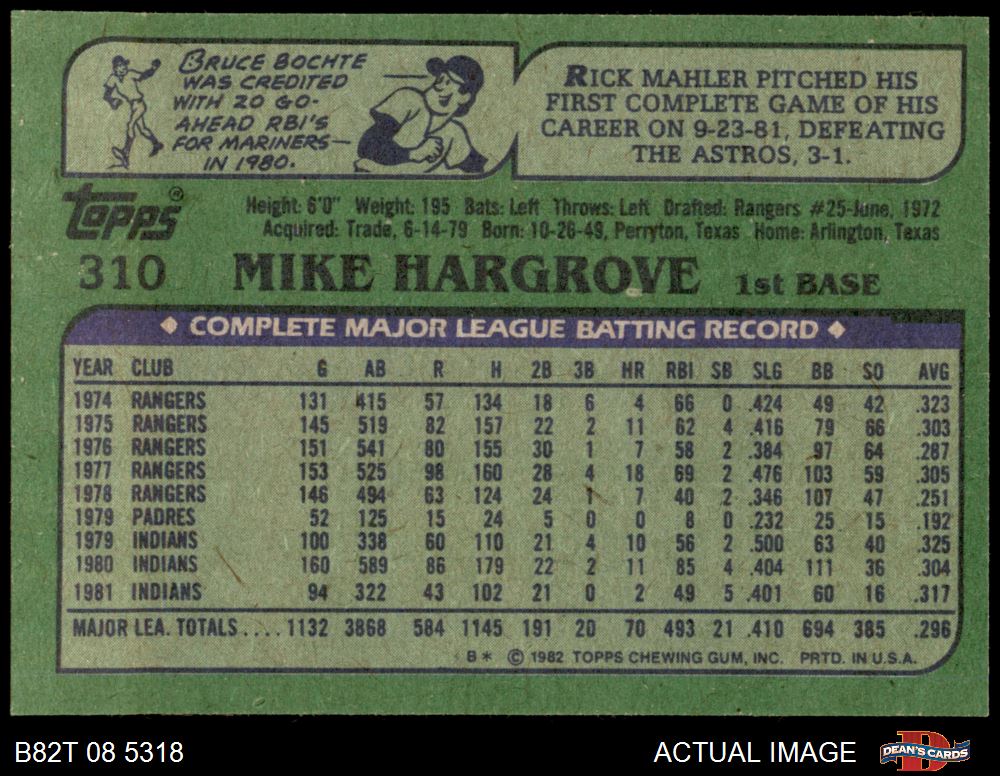 BRUCE BOCHTE
WAS CREDITED
WITH 20 GO-
AHEAD RBI'S
FOR MARINERS—
IN 1980.
RICK MAHLER PITCHED HIS
FIRST COMPLETE GAME OF HIS
CAREER ON 9-23-81, DEFEATING
THE ASTROS, 3-1.
topps®
Height: 6'0" Weight: 195 Bats: Left Throws: Left Drafted: Rangers #25-June, 1972
Acquired: Trade, 6-14-79 Born: 10-26-49, Perryton, Texas Home: Arlington, Texas
310 MIKE HARGROVE 1st BASE
◆ COMPLETE MAJOR LEAGUE BATTING RECORD ◆
YEAR CLUB G AB R H 2B 3B HR RBI SB SLG BB SO AVG
1974 RANGERS 131 415 57 134 18 6 4 66 0 .424 49 42 .323
1975 RANGERS 145 519 82 157 22 2 11 62 4 .416 79 66 .303
1976 RANGERS 151 541 80 155 30 1 7 58 2 .384 97 64 .287
1977 RANGERS 153 525 98 160 28 4 18 69 2 .476 103 59 .305
1978 RANGERS 146 494 63 124 24 1 7 40 2 .346 107 47 .251
1979 PADRES 52 125 15 24 5 0 0 8 0 .232 25 15 .192
1979 INDIANS 100 338 60 110 21 4 10 56 2 .500 63 40 .325
1980 INDIANS 160 589 86 179 22 2 11 85 4 .404 111 36 .304
1981 INDIANS 94 322 43 102 21 0 2 49 5 .401 60 16 .317
MAJOR LEA. TOTALS.... 1132 3868 584 1145 191 20 70 493 21 .410 694 385 .296
B* © 1982 TOPPS CHEWING GUM, INC. PRTD. IN U.S.A.
B82T 08 5318 ACTUAL IMAGE DEAN'S CARDS